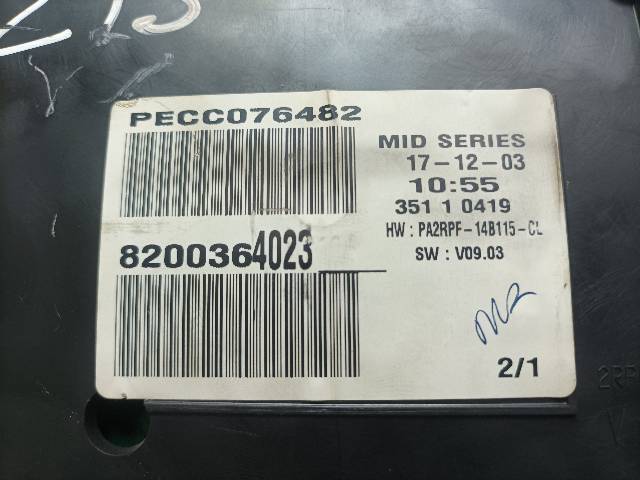 PECC076482
MID SERIES
17-12-03
10:55
351 1 0419
HW : PA2RPF-14B115-CL
SW : V09.03
8200364023
2/1